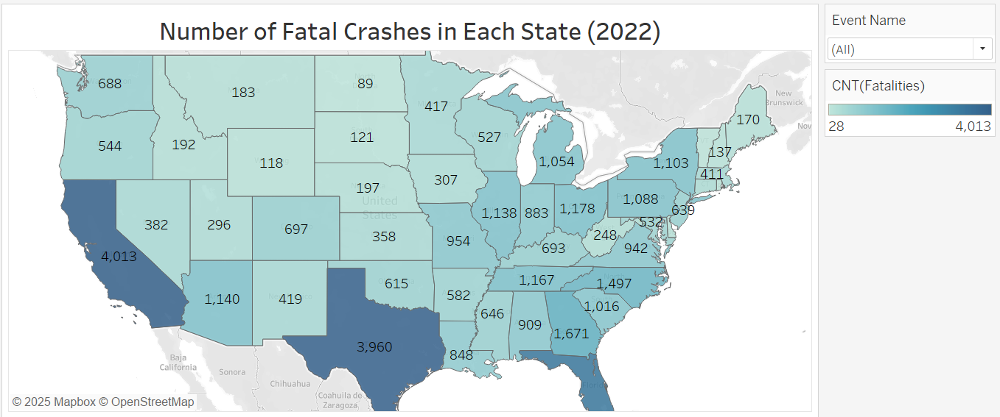 Number of Fatal Crashes in Each State (2022)
Event Name
(All)
CNT(Fatalities)
28 4,013
688
183
89
417
170
New
Brunswick
544
192
118
121
527
1,054
1,103
137
411
197
307
United
States
382
296
697
358
954
1,138
883
1,178
1,088
639
532
248
942
693
4,013
1,140
419
615
582
1,167
1,497
1,016
646
909
1,671
3,960
848
Baja
California
Sonora
Chihuahua
Coahuila de
Zaragoza
© 2025 Mapbox © OpenStreetMap